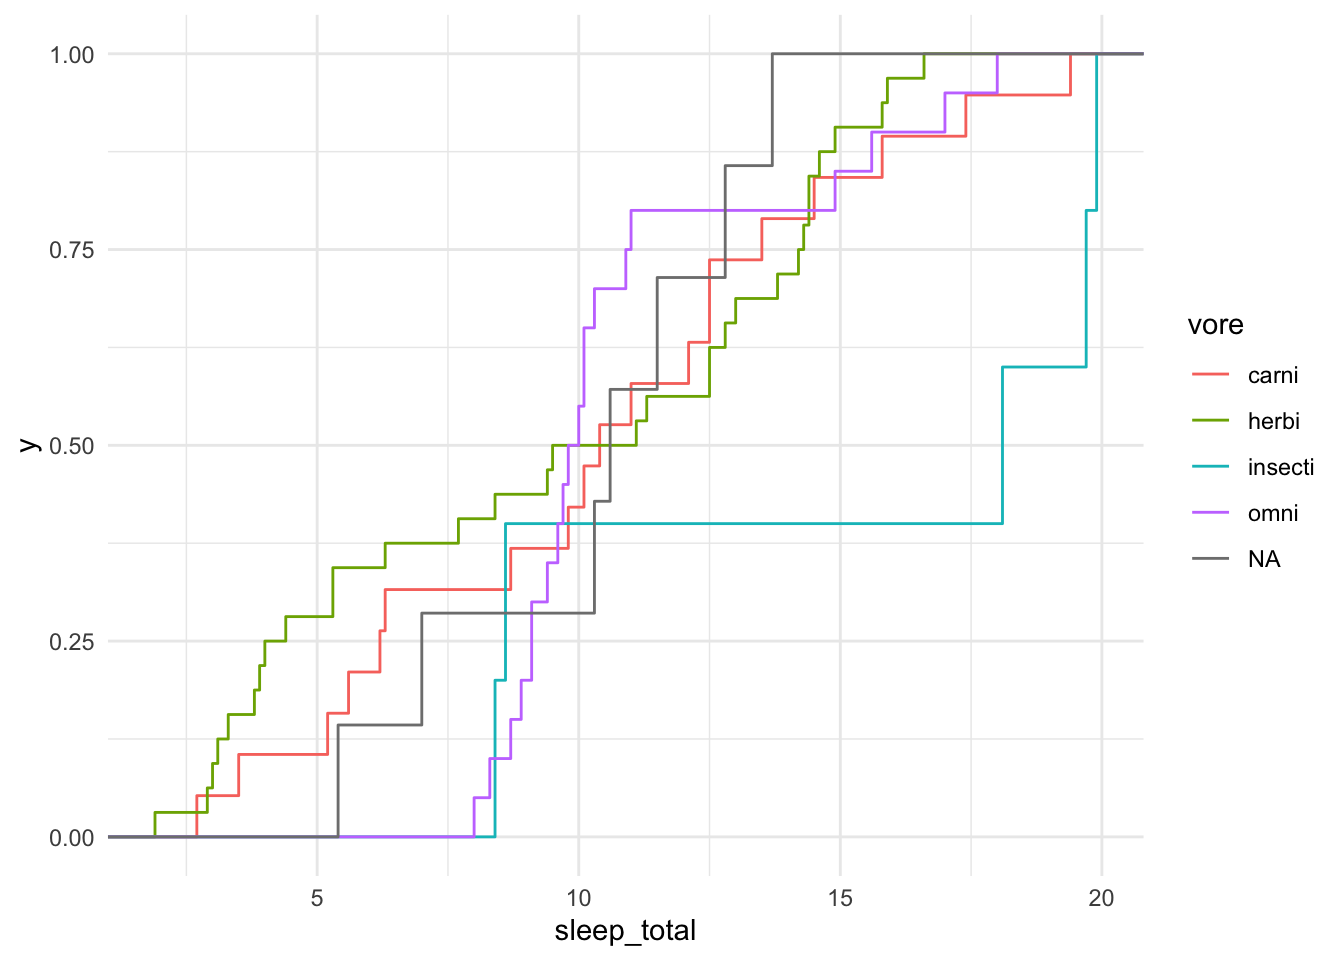 1.00
0.75
0.50
0.25
0.00
y
5
10
15
20
sleep_total
vore
carni
herbi
insecti
omni
NA